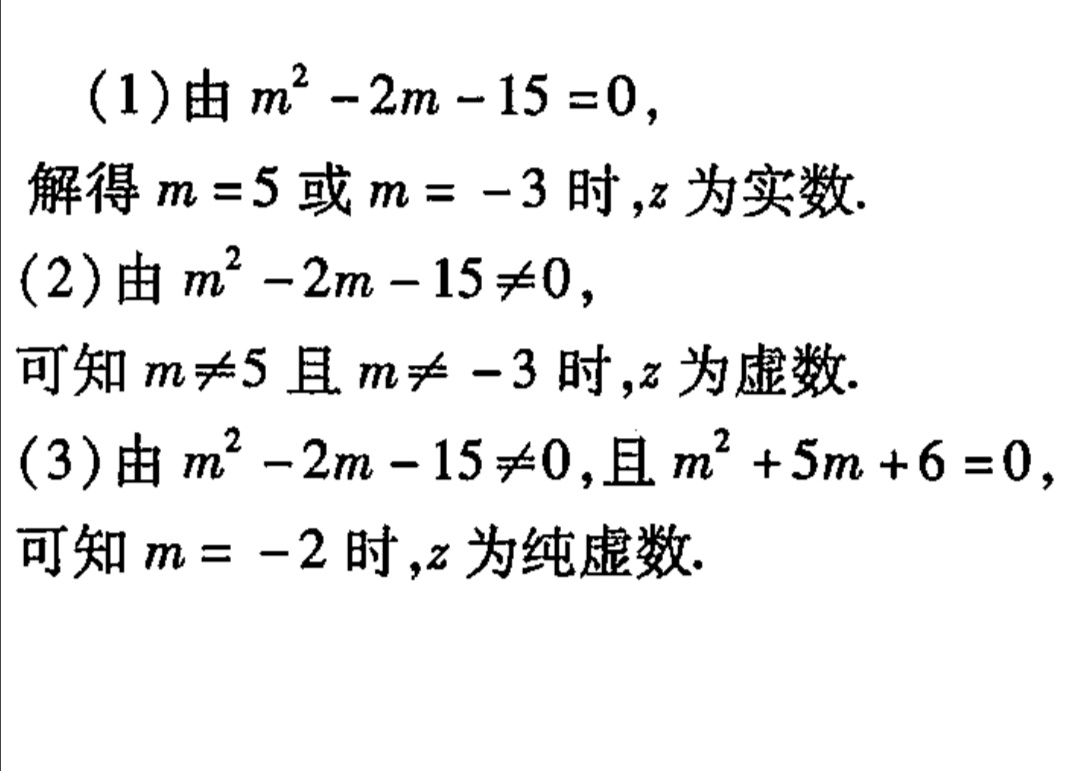 (1)由 m² -2m -15 =0,
解得 m =5 或 m = -3 时,z 为实数.
(2)由 m² -2m -15≠0,
可知 m≠5 且 m≠ -3 时,z 为虚数.
(3)由 m² -2m -15≠0,且 m² +5m +6 =0,
可知 m = -2 时,z 为纯虚数.